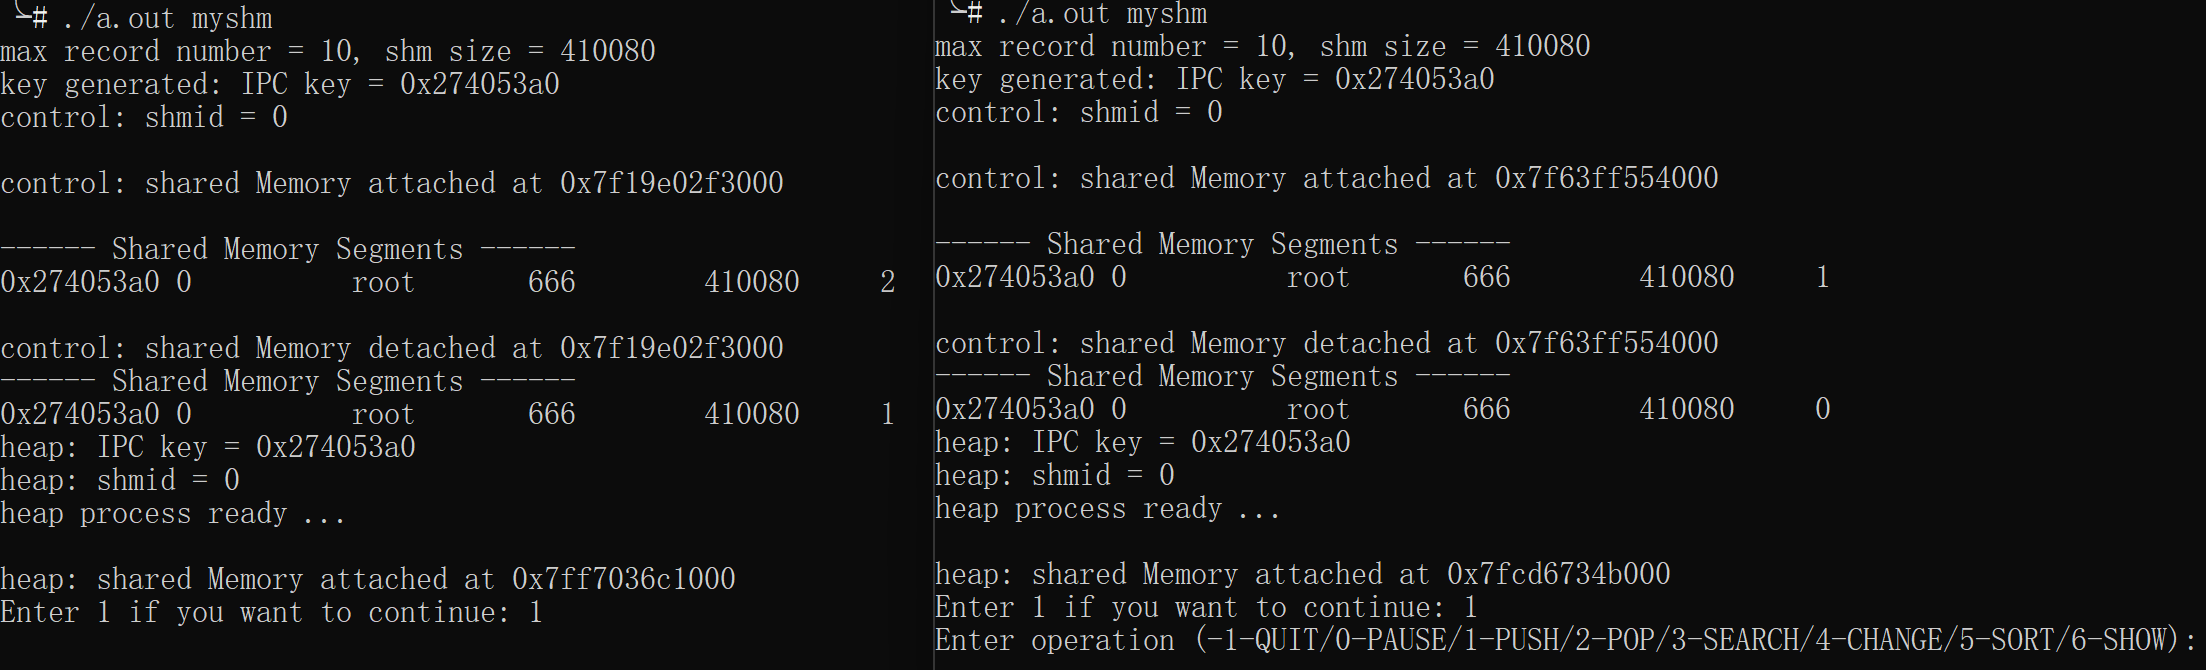 # ./a.out myshm
max record number = 10, shm size = 410080
key generated: IPC key = 0x274053a0
control: shmid = 0
control: shared Memory attached at 0x7f19e02f3000
------ Shared Memory Segments ------
0x274053a0 0 root 666 410080 2
control: shared Memory detached at 0x7f19e02f3000
------ Shared Memory Segments ------
0x274053a0 0 root 666 410080 1
heap: IPC key = 0x274053a0
heap: shmid = 0
heap process ready ...
heap: shared Memory attached at 0x7ff7036c1000
Enter 1 if you want to continue: 1
# ./a.out myshm
max record number = 10, shm size = 410080
key generated: IPC key = 0x274053a0
control: shmid = 0
control: shared Memory attached at 0x7f63ff554000
------ Shared Memory Segments ------
0x274053a0 0 root 666 410080 1
control: shared Memory detached at 0x7f63ff554000
------ Shared Memory Segments ------
0x274053a0 0 root 666 410080 0
heap: IPC key = 0x274053a0
heap: shmid = 0
heap process ready ...
heap: shared Memory attached at 0x7fcd6734b000
Enter 1 if you want to continue: 1
Enter operation (-1-QUIT/0-PAUSE/1-PUSH/2-POP/3-SEARCH/4-CHANGE/5-SORT/6-SHOW):